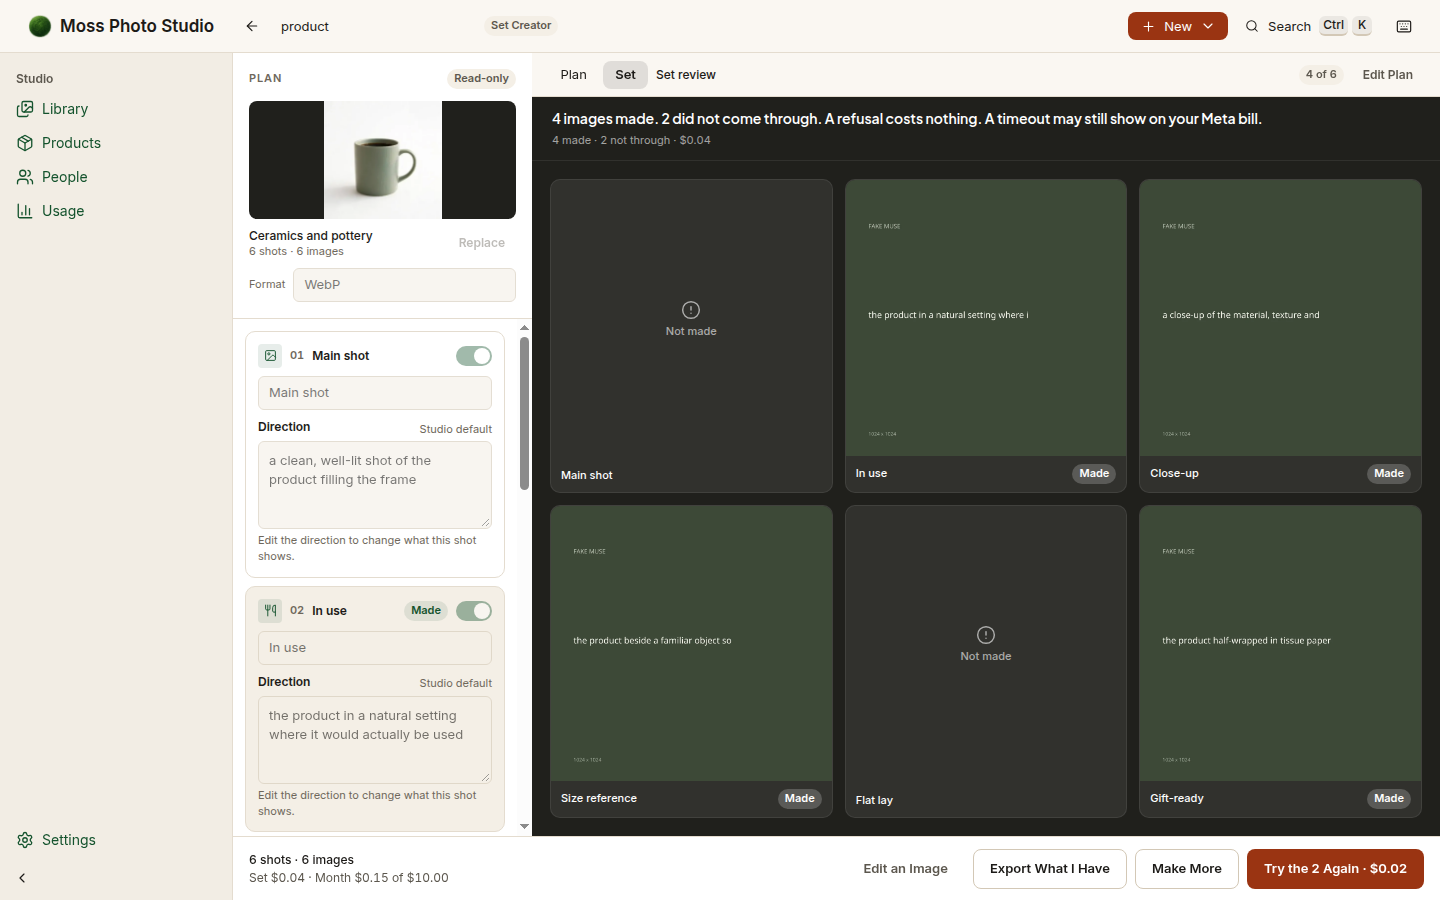 Moss Photo Studio
product
Set Creator
New
Search
Ctrl
K
Studio
Library
Products
People
Usage
Settings
PLAN
Read-only
Ceramics and pottery
6 shots · 6 images
Replace
Format
WebP
01
Main shot
Main shot
Direction
Studio default
a clean, well-lit shot of the
product filling the frame
Edit the direction to change what this shot
shows.
02
In use
Made
In use
Direction
Studio default
the product in a natural setting
where it would actually be used
Edit the direction to change what this shot
shows.
Plan
Set
Set review
4 of 6
Edit Plan
4 images made. 2 did not come through. A refusal costs nothing. A timeout may still show on your Meta bill.
4 made · 2 not through · $0.04
Not made
Main shot
FAKE MUSE
the product in a natural setting where i
1024 x 1024
In use
Made
FAKE MUSE
a close-up of the material, texture and
1024 x 1024
Close-up
Made
FAKE MUSE
the product beside a familiar object so
1024 x 1024
Size reference
Made
Not made
Flat lay
FAKE MUSE
the product half-wrapped in tissue paper
1024 x 1024
Gift-ready
Made
6 shots · 6 images
Set $0.04 · Month $0.15 of $10.00
Edit an Image
Export What I Have
Make More
Try the 2 Again · $0.02